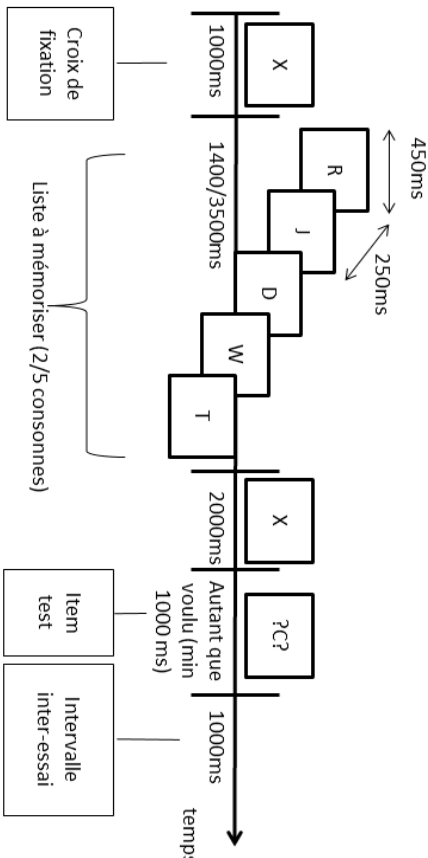 450ms
250ms
X
R
J
D
W
T
X
?C?
1000ms
1400/3500ms
2000ms
Autant que
voulu (min
1000 ms)
1000ms
temps
Croix de
fixation
Liste à mémoriser (2/5 consonnes)
Item
test
Intervalle
inter-essai